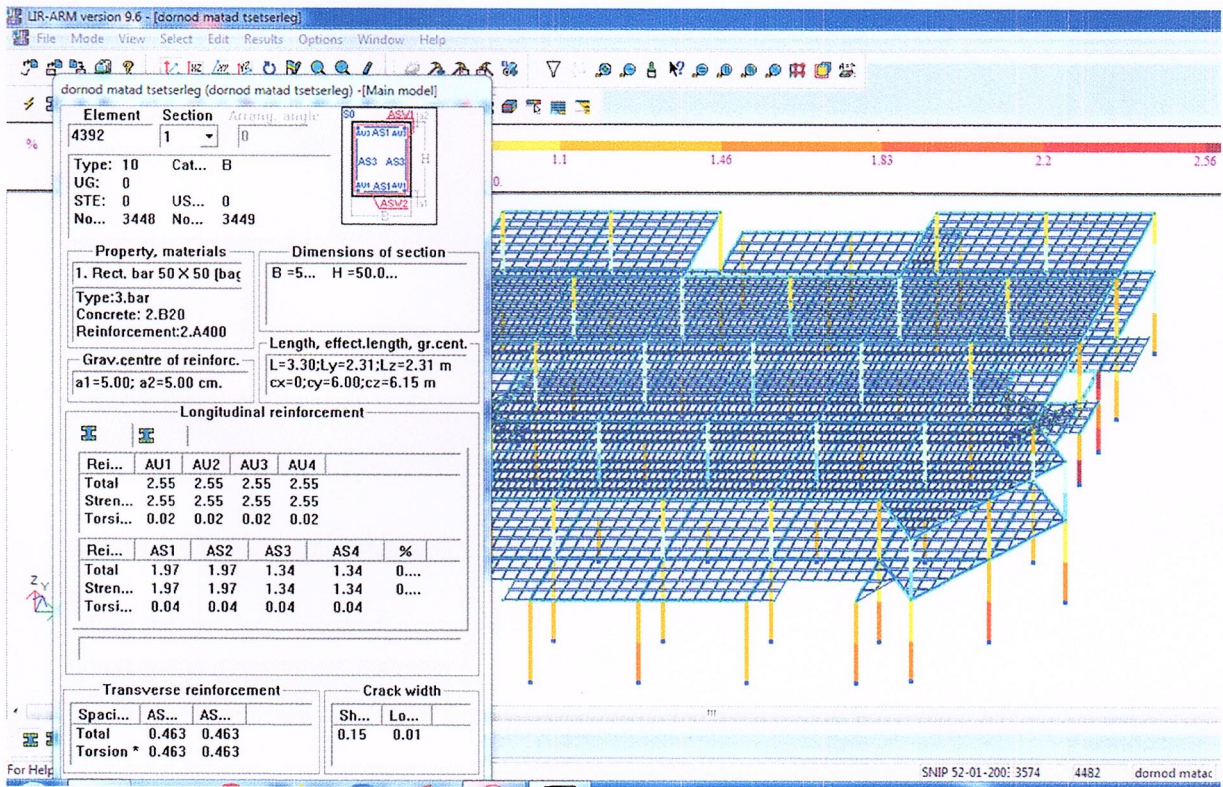 LIR-ARM version 9.6 - [dornod matad tsetserleg]
File Mode View Select Edit Results Options Window Help
dornod matad tsetserleg (dornod matad tsetserleg) -[Main model]
Element Section Arrang. angle
4392 1 0
Type: 10 Cat... B
UG: 0
STE: 0 US... 0
No... 3448 No... 3449
S0 ASW1 a2
AU3 AS1 AU3
AS3 AS3 H
AU1 AS1 AU1
ASW2
B
% 1.1 1.46 1.83 2.2 2.56
0.
Property, materials
1. Rect. bar 50 X 50 (bag
Type:3.bar
Concrete: 2.B20
Reinforcement:2.A400
Dimensions of section
B =5... H =50.0...
Grav.centre of reinforc.
a1=5.00; a2=5.00 cm.
Length, effect.length, gr.cent.
L=3.30;Ly=2.31;Lz=2.31 m
cx=0;cy=6.00;cz=6.15 m
Longitudinal reinforcement
Rei... AU1 AU2 AU3 AU4
Total 2.55 2.55 2.55 2.55
Stren... 2.55 2.55 2.55 2.55
Torsi... 0.02 0.02 0.02 0.02
Rei... AS1 AS2 AS3 AS4 %
Total 1.97 1.97 1.34 1.34 0....
Stren... 1.97 1.97 1.34 1.34 0....
Torsi... 0.04 0.04 0.04 0.04
Z Y
Transverse reinforcement
Spaci... AS... AS...
Total 0.463 0.463
Torsion * 0.463 0.463
Crack width
Sh... Lo...
0.15 0.01
For Help
SNIP 52-01-200: 3574 4482 dornod matac